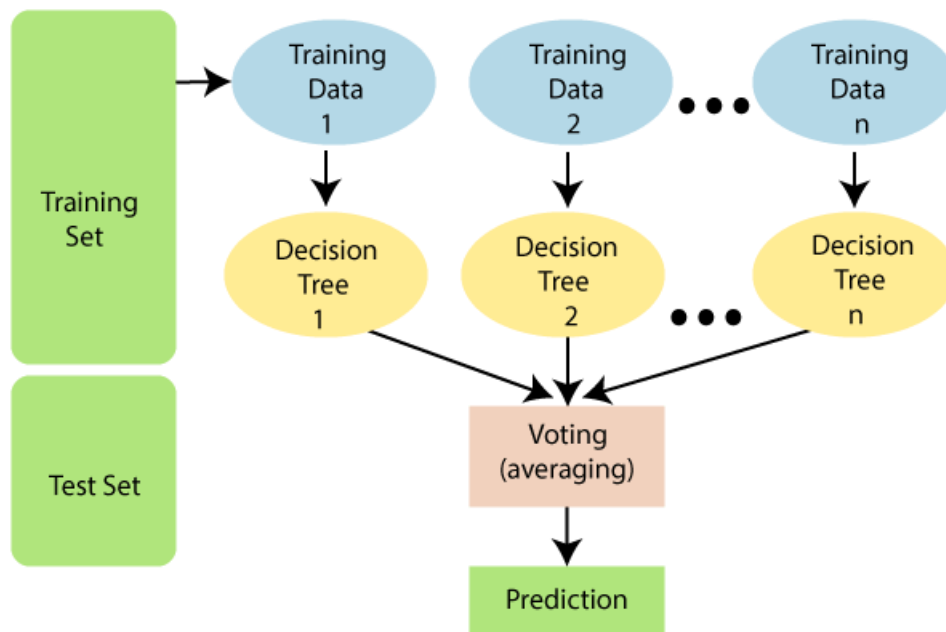 Training
Set
Test Set
Training
Data
1
Training
Data
2
Training
Data
n
Decision
Tree
1
Decision
Tree
2
Decision
Tree
n
Voting
(averaging)
Prediction